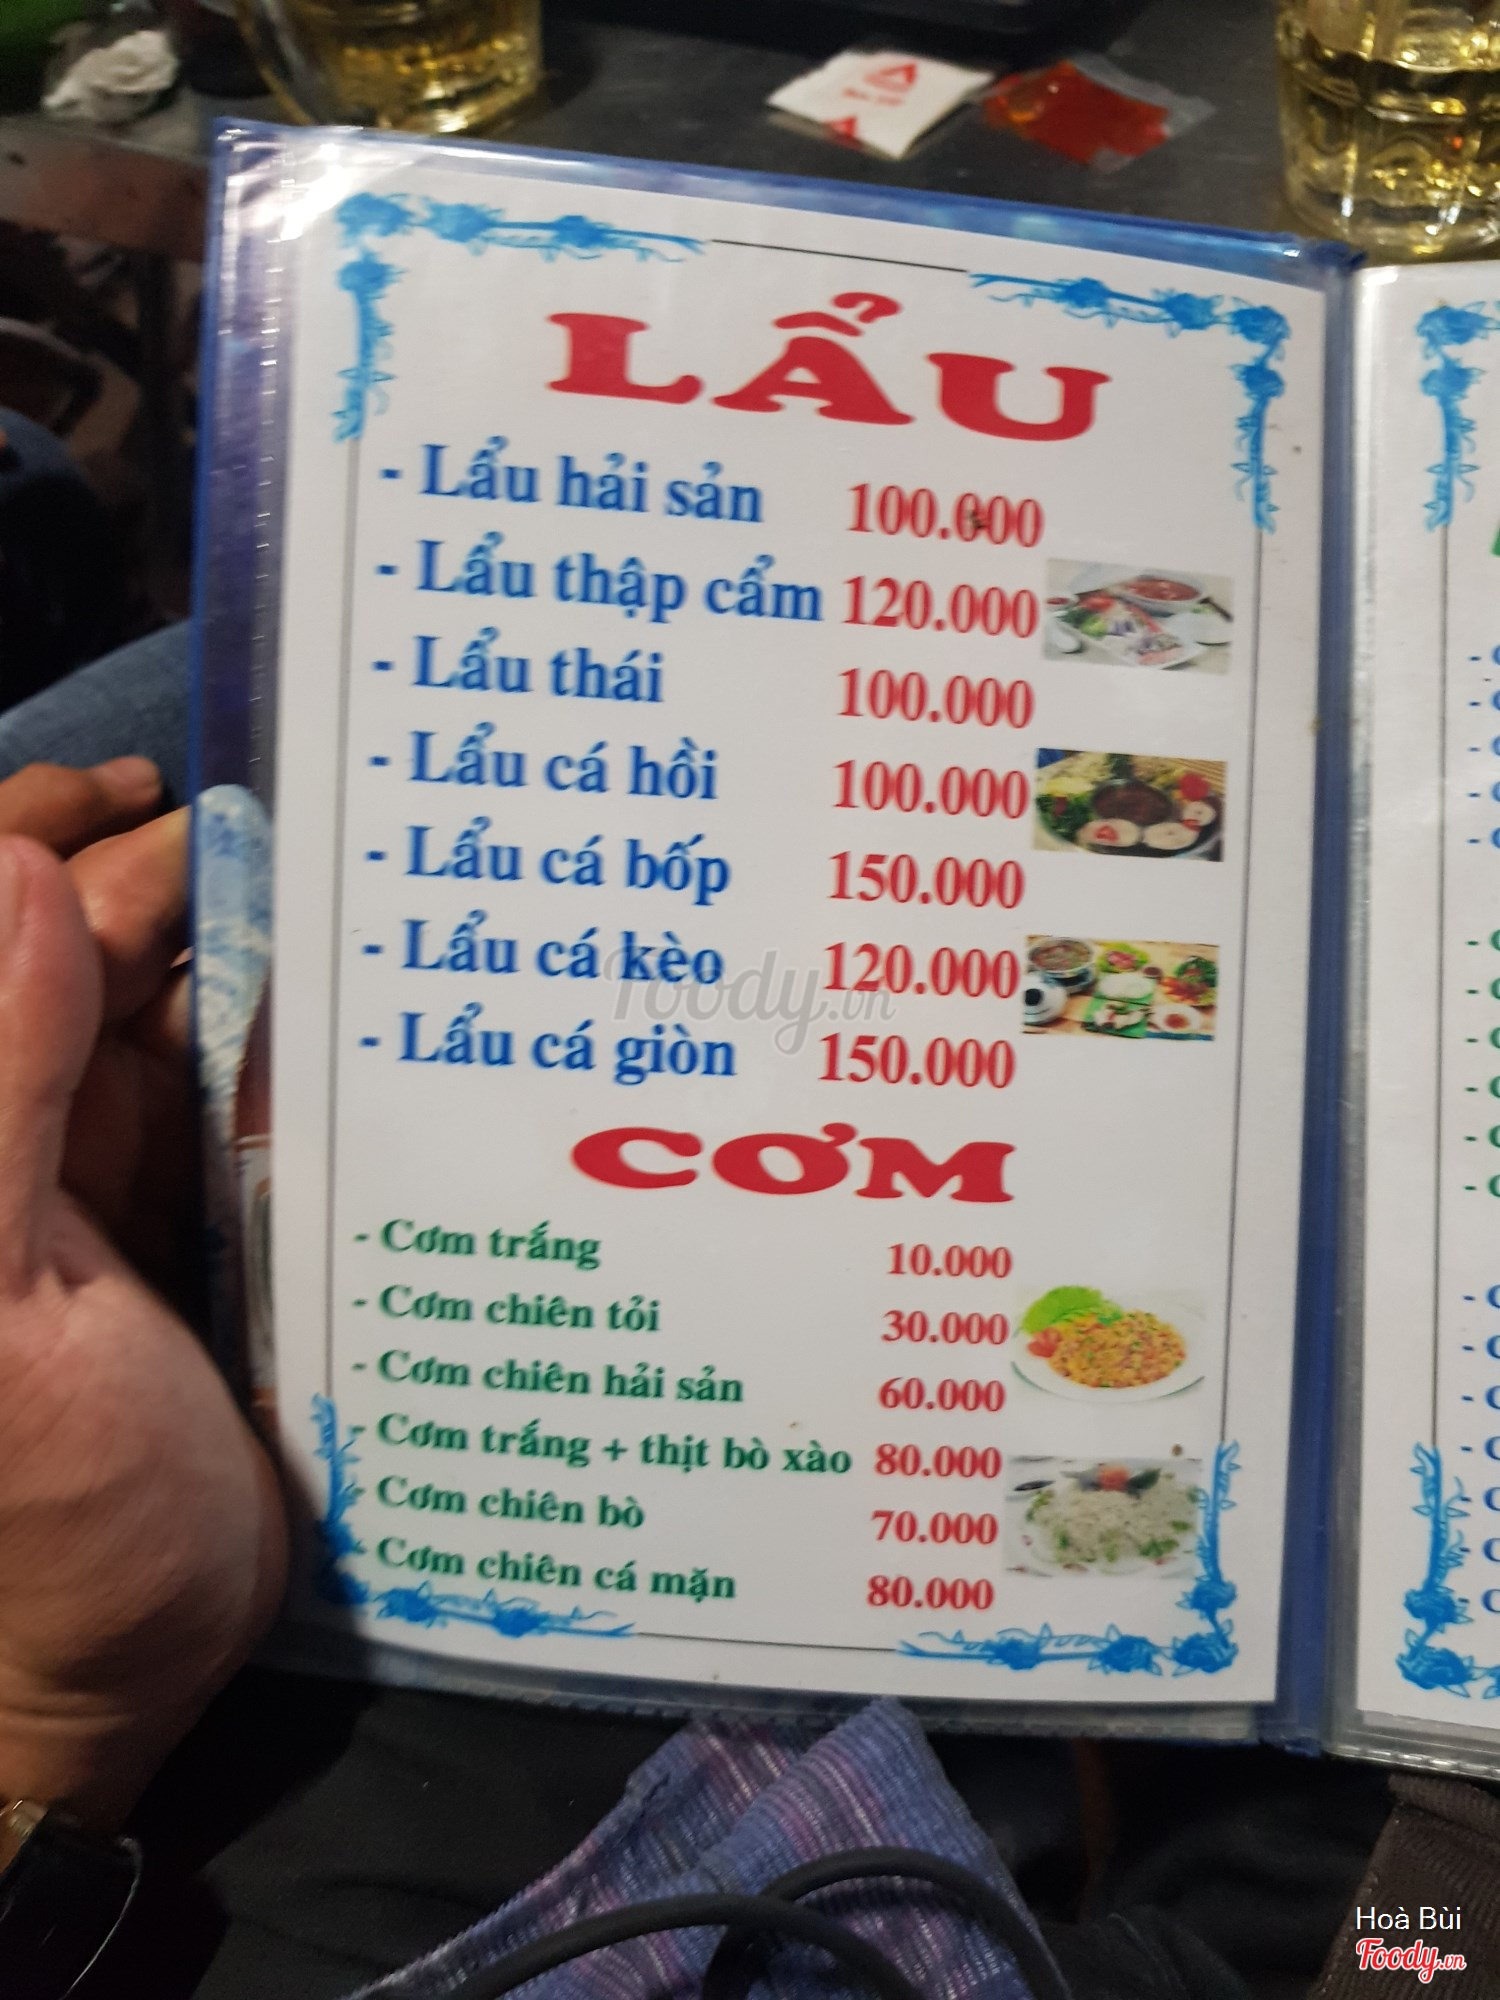 LẨU
- Lẩu hải sản 100.000
- Lẩu thập cẩm 120.000
- Lẩu thái 100.000
- Lẩu cá hồi 100.000
- Lẩu cá bốp 150.000
- Lẩu cá kèo 120.000
- Lẩu cá giòn 150.000
CƠM
- Cơm trắng 10.000
- Cơm chiên tỏi 30.000
- Cơm chiên hải sản 60.000
- Cơm trắng + thịt bò xào 80.000
- Cơm chiên bò 70.000
- Cơm chiên cá mặn 80.000
Foody.vn
Hoà Bùi
Foody.vn